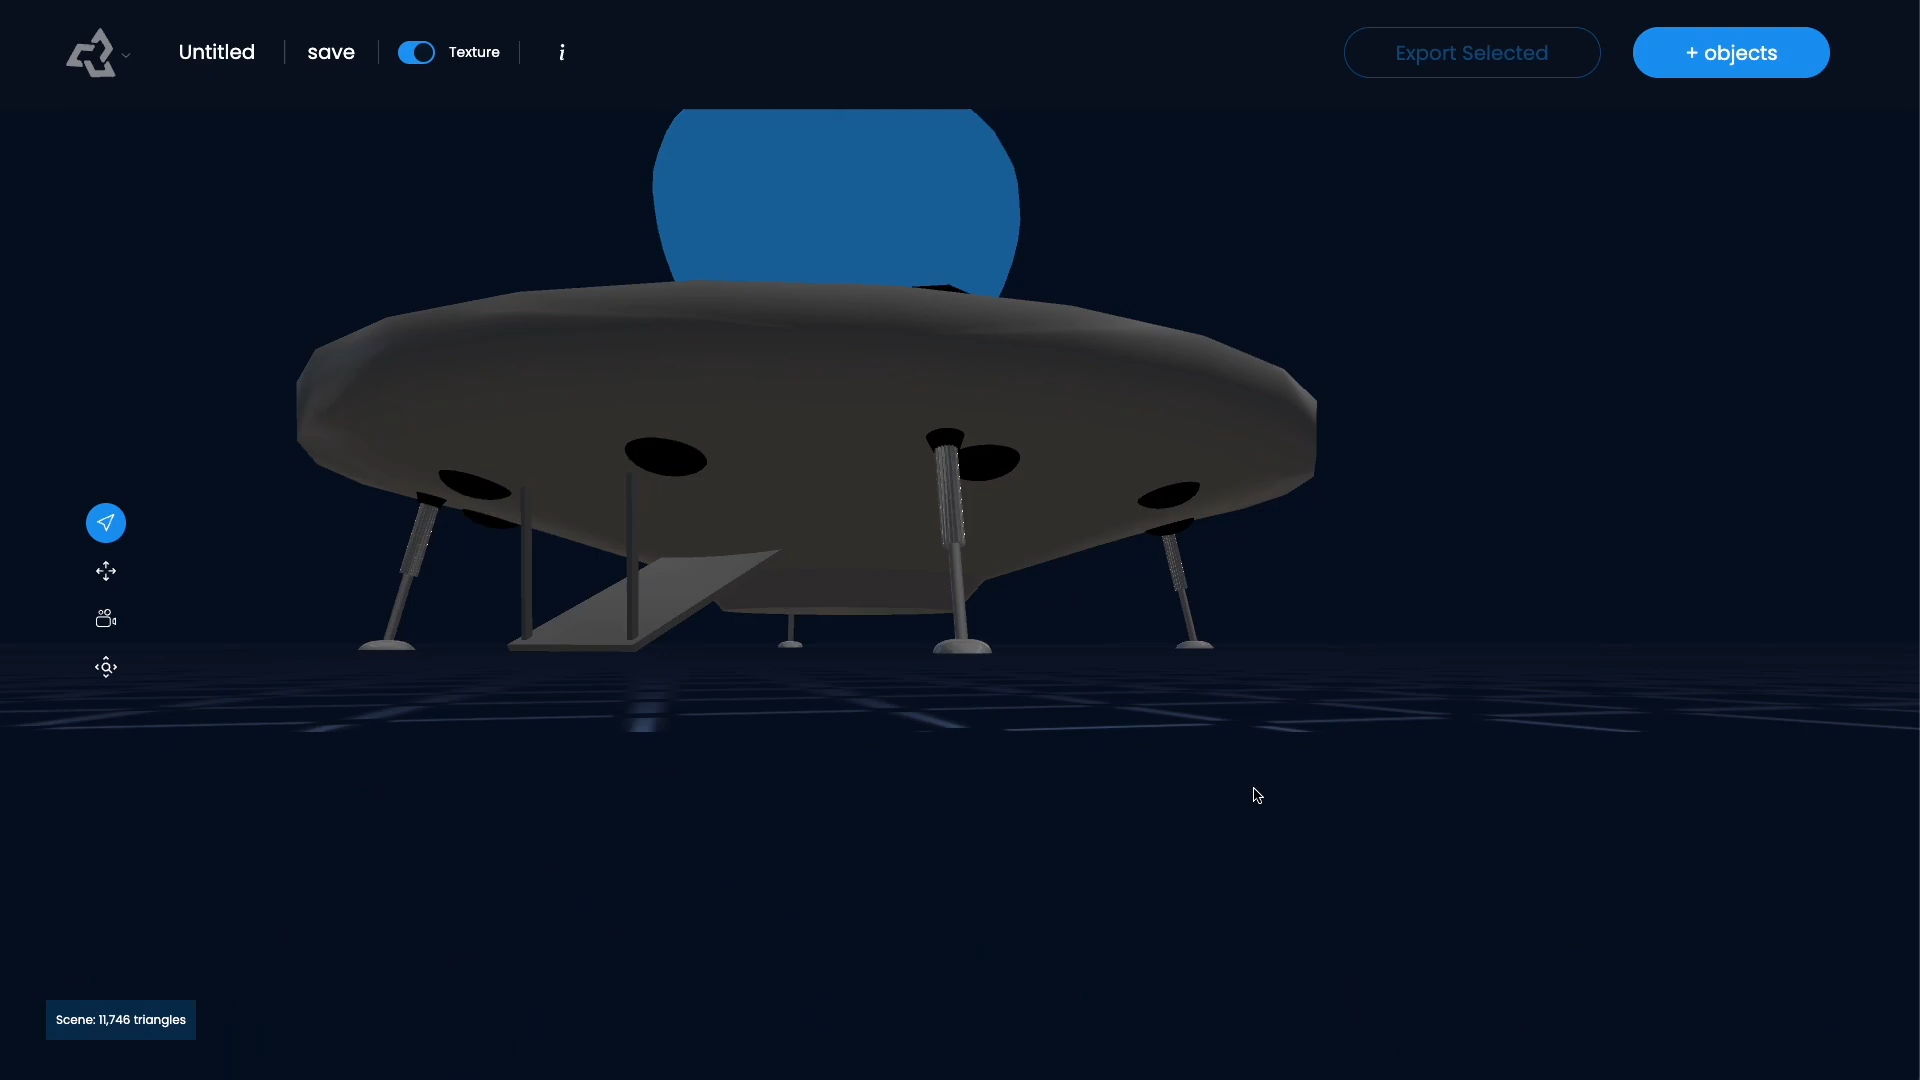 Untitled
save
Texture
i
Export Selected
+ objects
Scene: 11,746 triangles